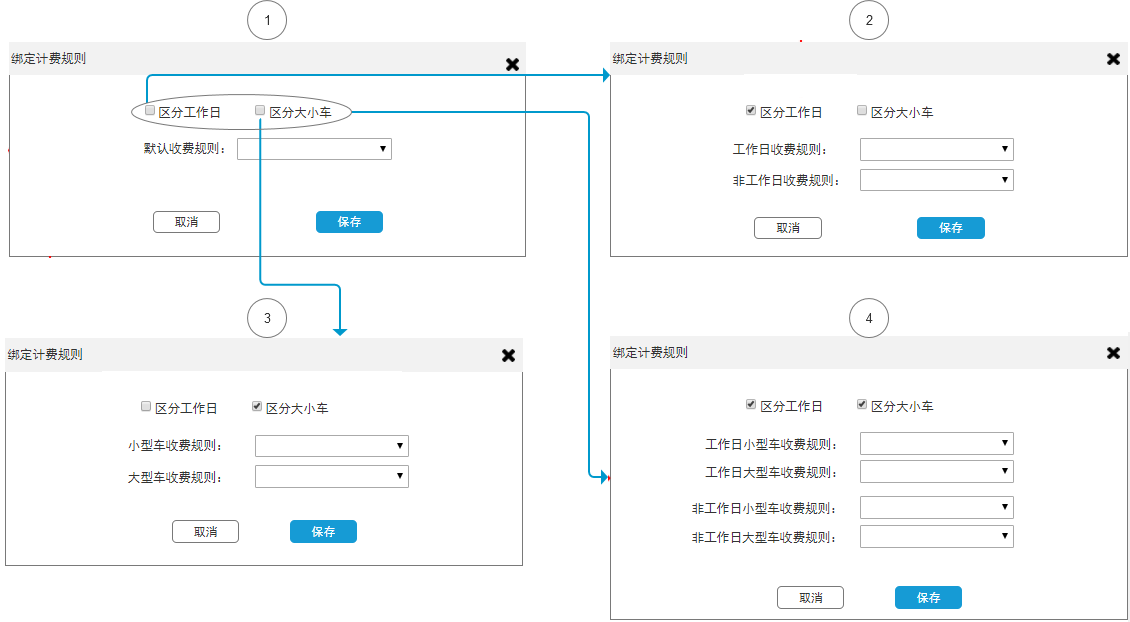 1
绑定计费规则
区分工作日 区分大小车
默认收费规则：
取消 保存
2
绑定计费规则
区分工作日 区分大小车
工作日收费规则：
非工作日收费规则：
取消 保存
3
绑定计费规则
区分工作日 区分大小车
小型车收费规则：
大型车收费规则：
取消 保存
4
绑定计费规则
区分工作日 区分大小车
工作日小型车收费规则：
工作日大型车收费规则：
非工作日小型车收费规则：
非工作日大型车收费规则：
取消 保存